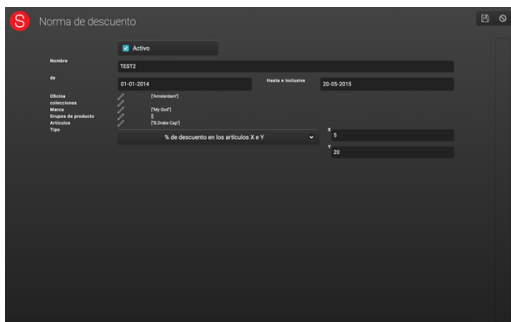 S Norma de descuento
Activo
Nombre TEST2
de 01-01-2014 Hasta e inclusive 20-05-2015
Oficina ['Amsterdam']
colecciones
Marca ['My God']
Grupos de producto []
Artículos ['B.Drake Cap']
Tipo % de descuento en los artículos X e Y X 5
Y 20